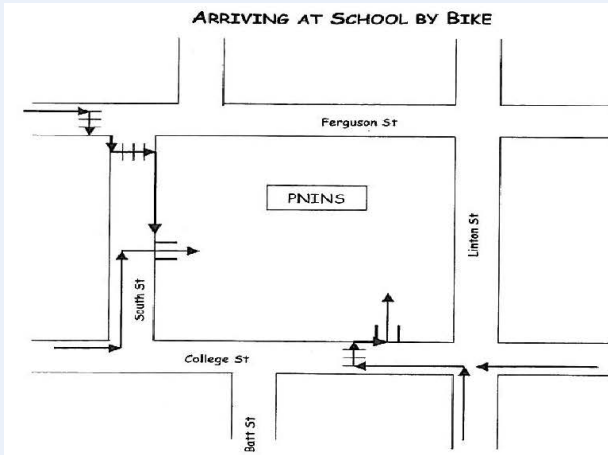 ARRIVING AT SCHOOL BY BIKE
Ferguson St
PNINS
Linton St
South St
College St
Batt St